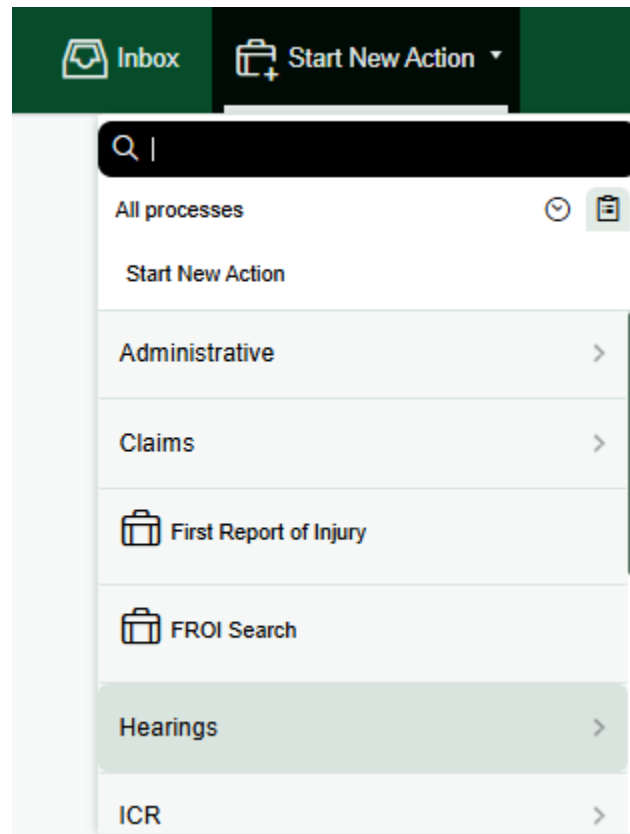 Inbox Start New Action
All processes
Start New Action
Administrative
Claims
First Report of Injury
FROI Search
Hearings
ICR